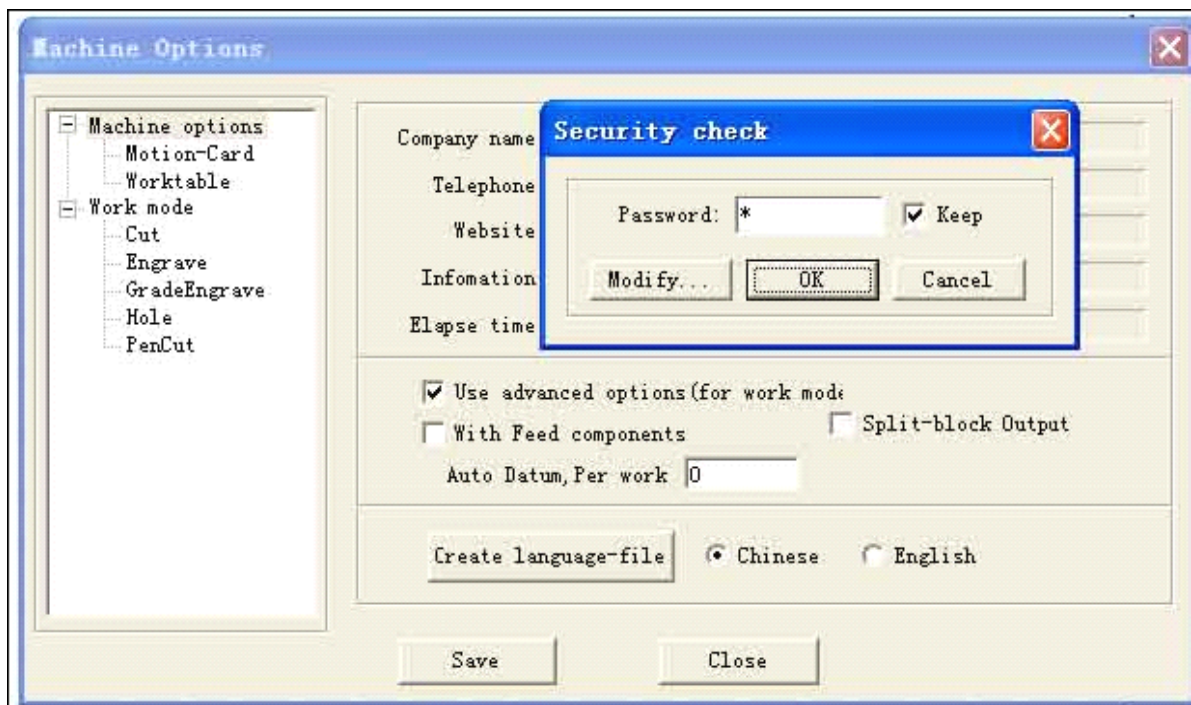 Machine Options
Machine options
Motion-Card
Worktable
Work mode
Cut
Engrave
GradeEngrave
Hole
PenCut
Company name
Telephone
Website
Infomation
Elapse time
Security check
Password: *
Keep
Modify...
OK
Cancel
Use advanced options(for work mode
With Feed components
Split-block Output
Auto Datum,Per work 0
Create language-file
Chinese
English
Save
Close